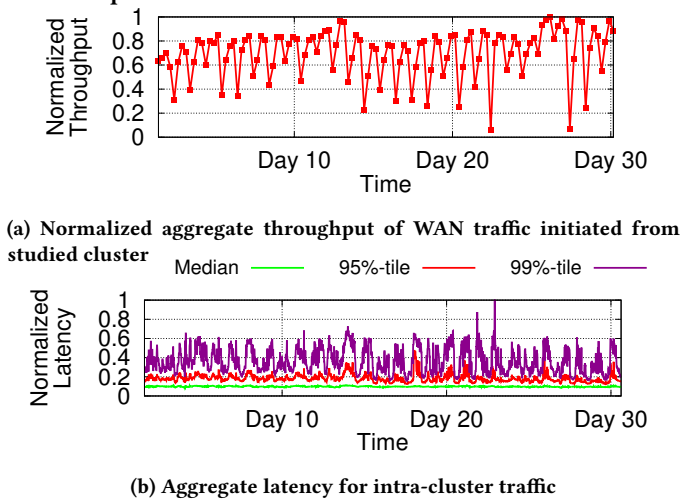 1
0.8
0.6
0.4
0.2
0
Normalized
Throughput
Day 10
Day 20
Day 30
Time
(a) Normalized aggregate throughput of WAN traffic initiated from
studied cluster
Median
95%-tile
99%-tile
1
0.8
0.6
0.4
0.2
0
Normalized
Latency
Day 10
Day 20
Day 30
Time
(b) Aggregate latency for intra-cluster traffic